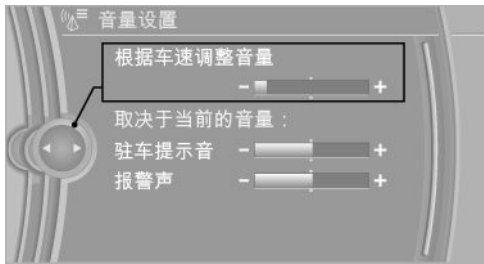 音量设置
根据车速调整音量
- +
取决于当前的音量：
驻车提示音 - +
报警声 - +